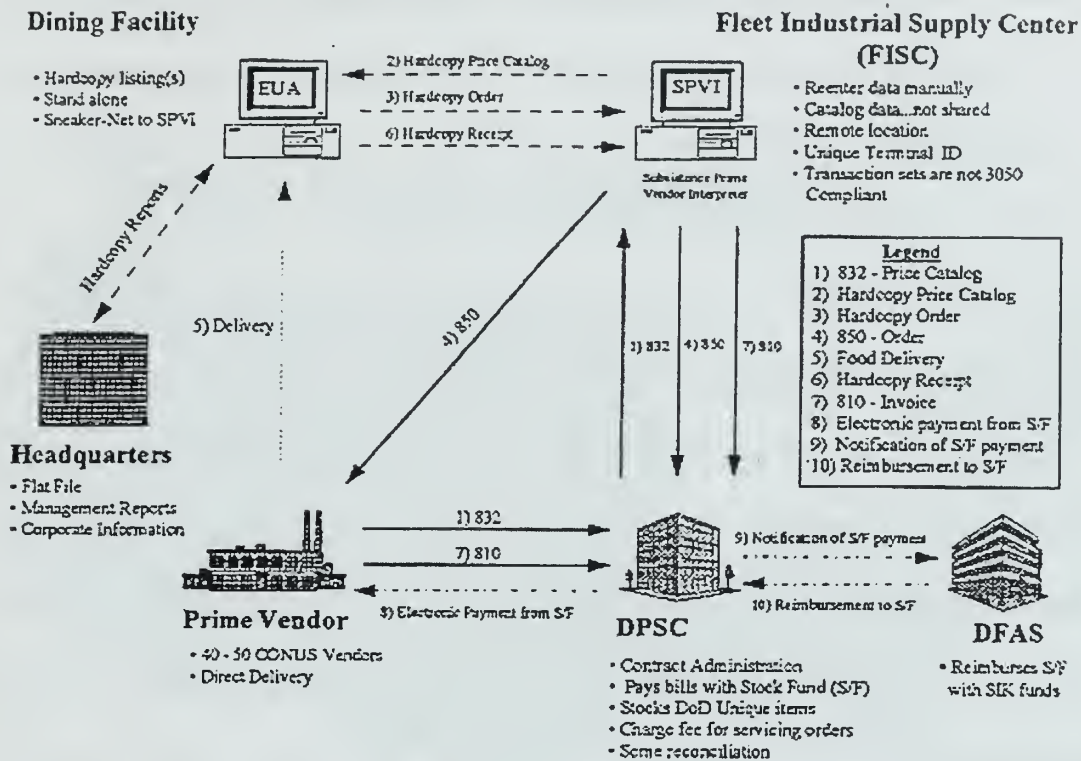 Dining Facility
• Hardcopy listing(s)
• Stand alone
• Sneaker-Net to SPVI
EUA
2) Hardcopy Price Catalog
3) Hardcopy Order
6) Hardcopy Receipt
SPVI
Subsistence Prime
Vendor Interpreter
Fleet Industrial Supply Center
(FISC)
• Reenter data manually
• Catalog data...not shared
• Remote location
• Unique Terminal ID
• Transaction sets are not 3050
Compliant
Hardcopy Reports
5) Delivery
4) 850
1) 832
4) 850
7) 810
Legend
1) 832 - Price Catalog
2) Hardcopy Price Catalog
3) Hardcopy Order
4) 850 - Order
5) Food Delivery
6) Hardcopy Receipt
7) 810 - Invoice
8) Electronic payment from S/F
9) Notification of S/F payment
10) Reimbursement to S/F
Headquarters
• Flat File
• Management Reports
• Corporate Information
1) 832
7) 810
8) Electronic Payment from S/F
9) Notification of S/F payment
10) Reimbursement to S/F
Prime Vendor
• 40 - 50 CONUS Vendors
• Direct Delivery
DPSC
• Contract Administration
• Pays bills with Stock Fund (S/F)
• Stocks DoD Unique items
• Charge fee for servicing orders
• Some reconciliation
DFAS
• Reimburses S/F
with SIK funds